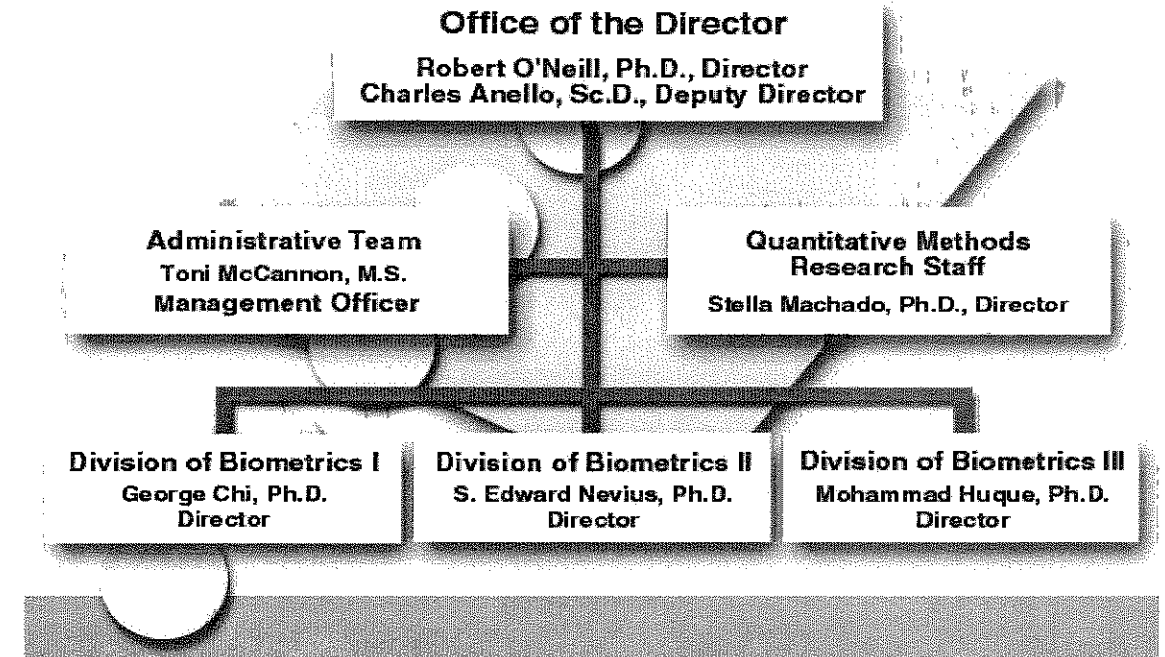 Office of the Director
Robert O'Neill, Ph.D., Director
Charles Anello, Sc.D., Deputy Director
Administrative Team
Toni McCannon, M.S.
Management Officer
Quantitative Methods
Research Staff
Stella Machado, Ph.D., Director
Division of Biometrics I
George Chi, Ph.D.
Director
Division of Biometrics II
S. Edward Nevius, Ph.D.
Director
Division of Biometrics III
Mohammad Huque, Ph.D.
Director